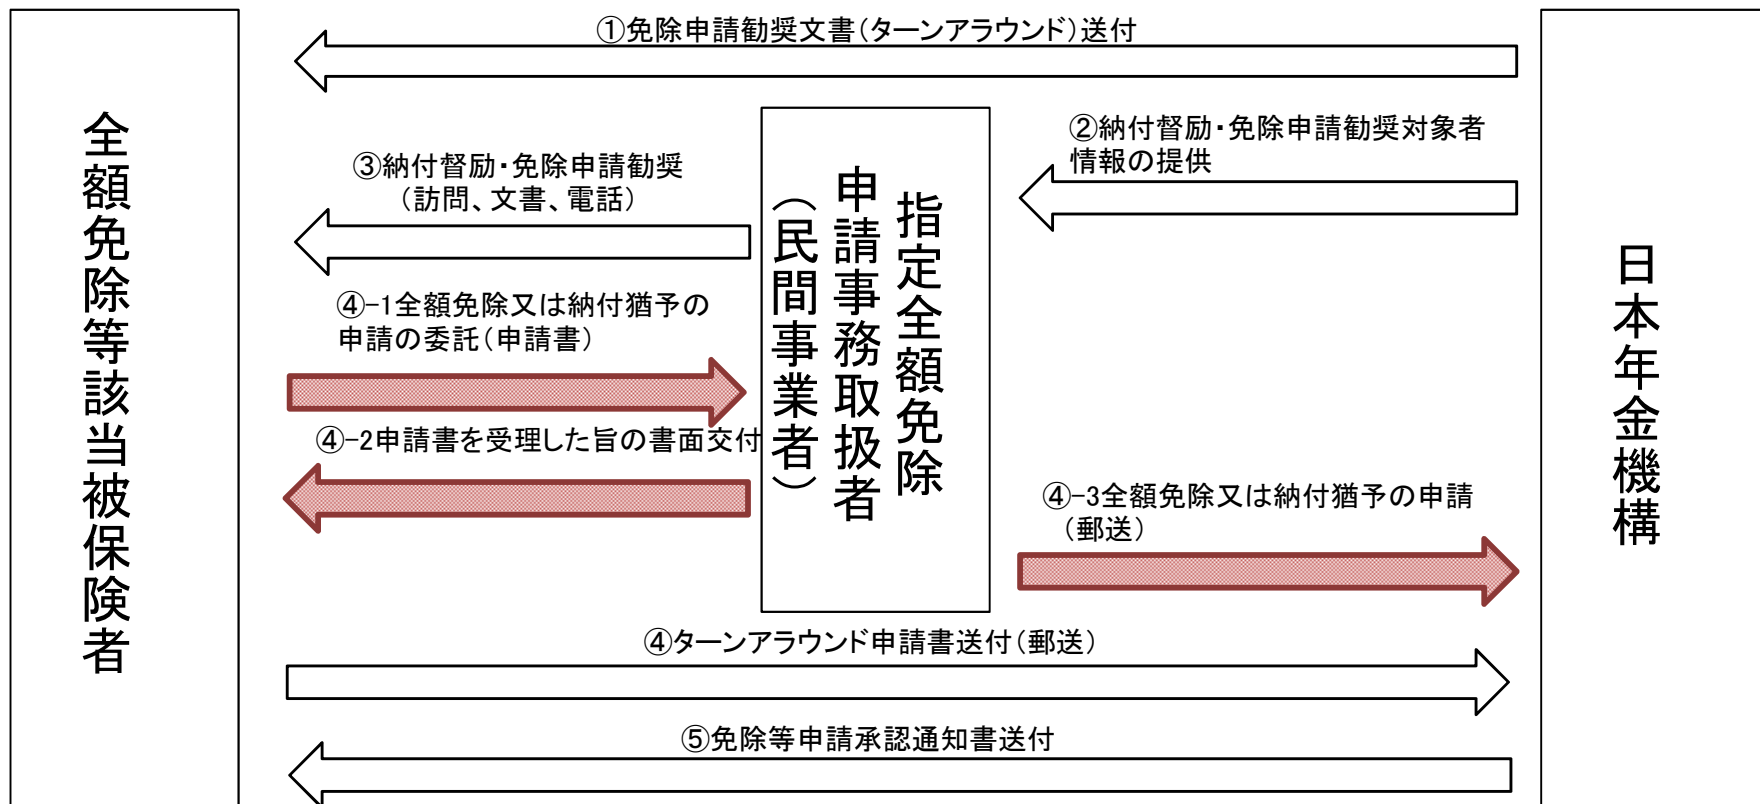 ①免除申請勧奨文書(ターンアラウンド)送付
全額免除等該当被保険者
②納付督励・免除申請勧奨対象者
情報の提供
③納付督励・免除申請勧奨
(訪問、文書、電話)
指定全額免除
申請事務取扱者
(民間事業者)
日本年金機構
④-1全額免除又は納付猶予の
申請の委託(申請書)
④-2申請書を受理した旨の書面交付
④-3全額免除又は納付猶予の申請
(郵送)
④ターンアラウンド申請書送付(郵送)
⑤免除等申請承認通知書送付